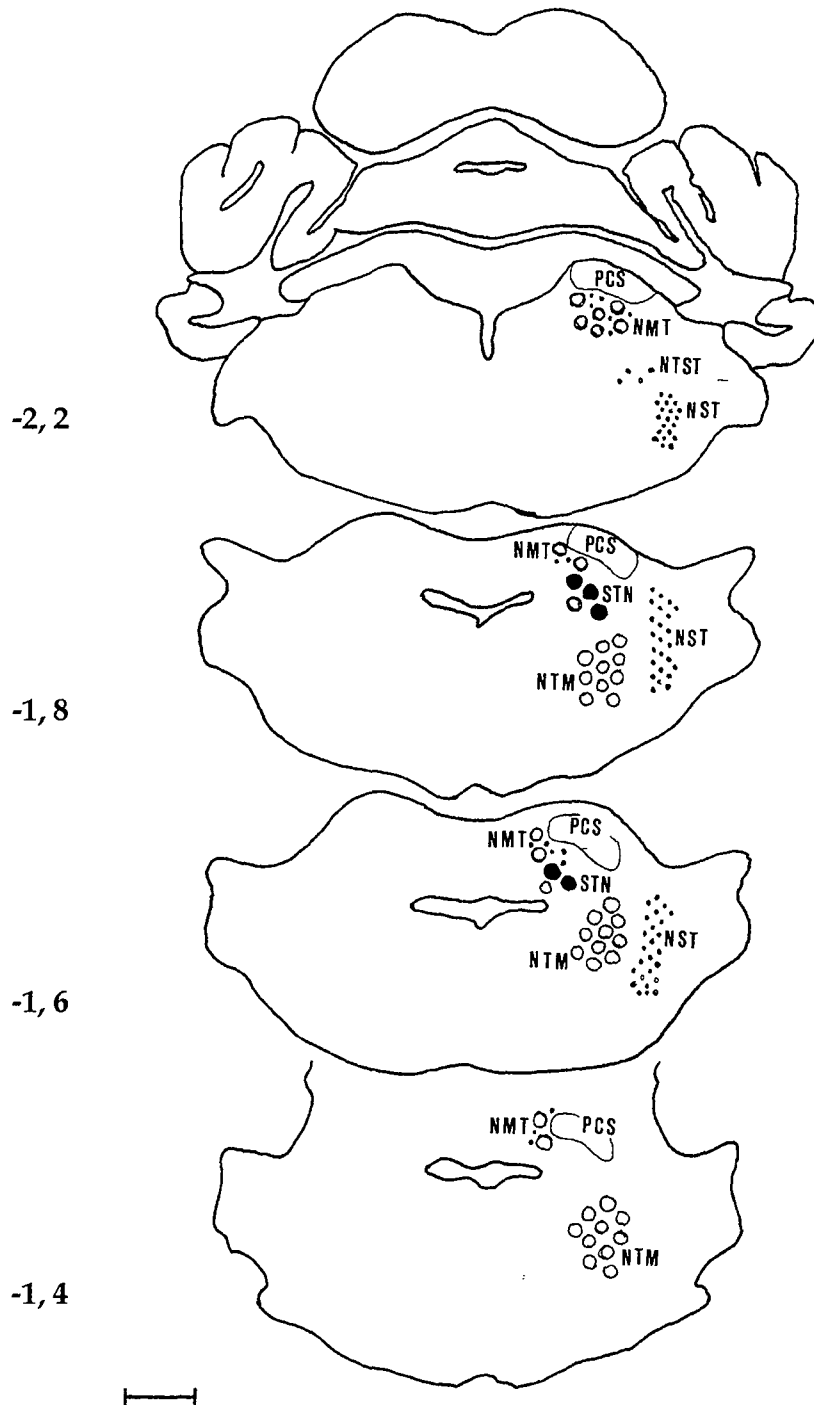 PCS
NMT
NTST
NST
-2, 2
PCS
NMT
STN
NST
NTM
-1, 8
PCS
NMT
STN
NST
NTM
-1, 6
NMT PCS
NTM
-1, 4